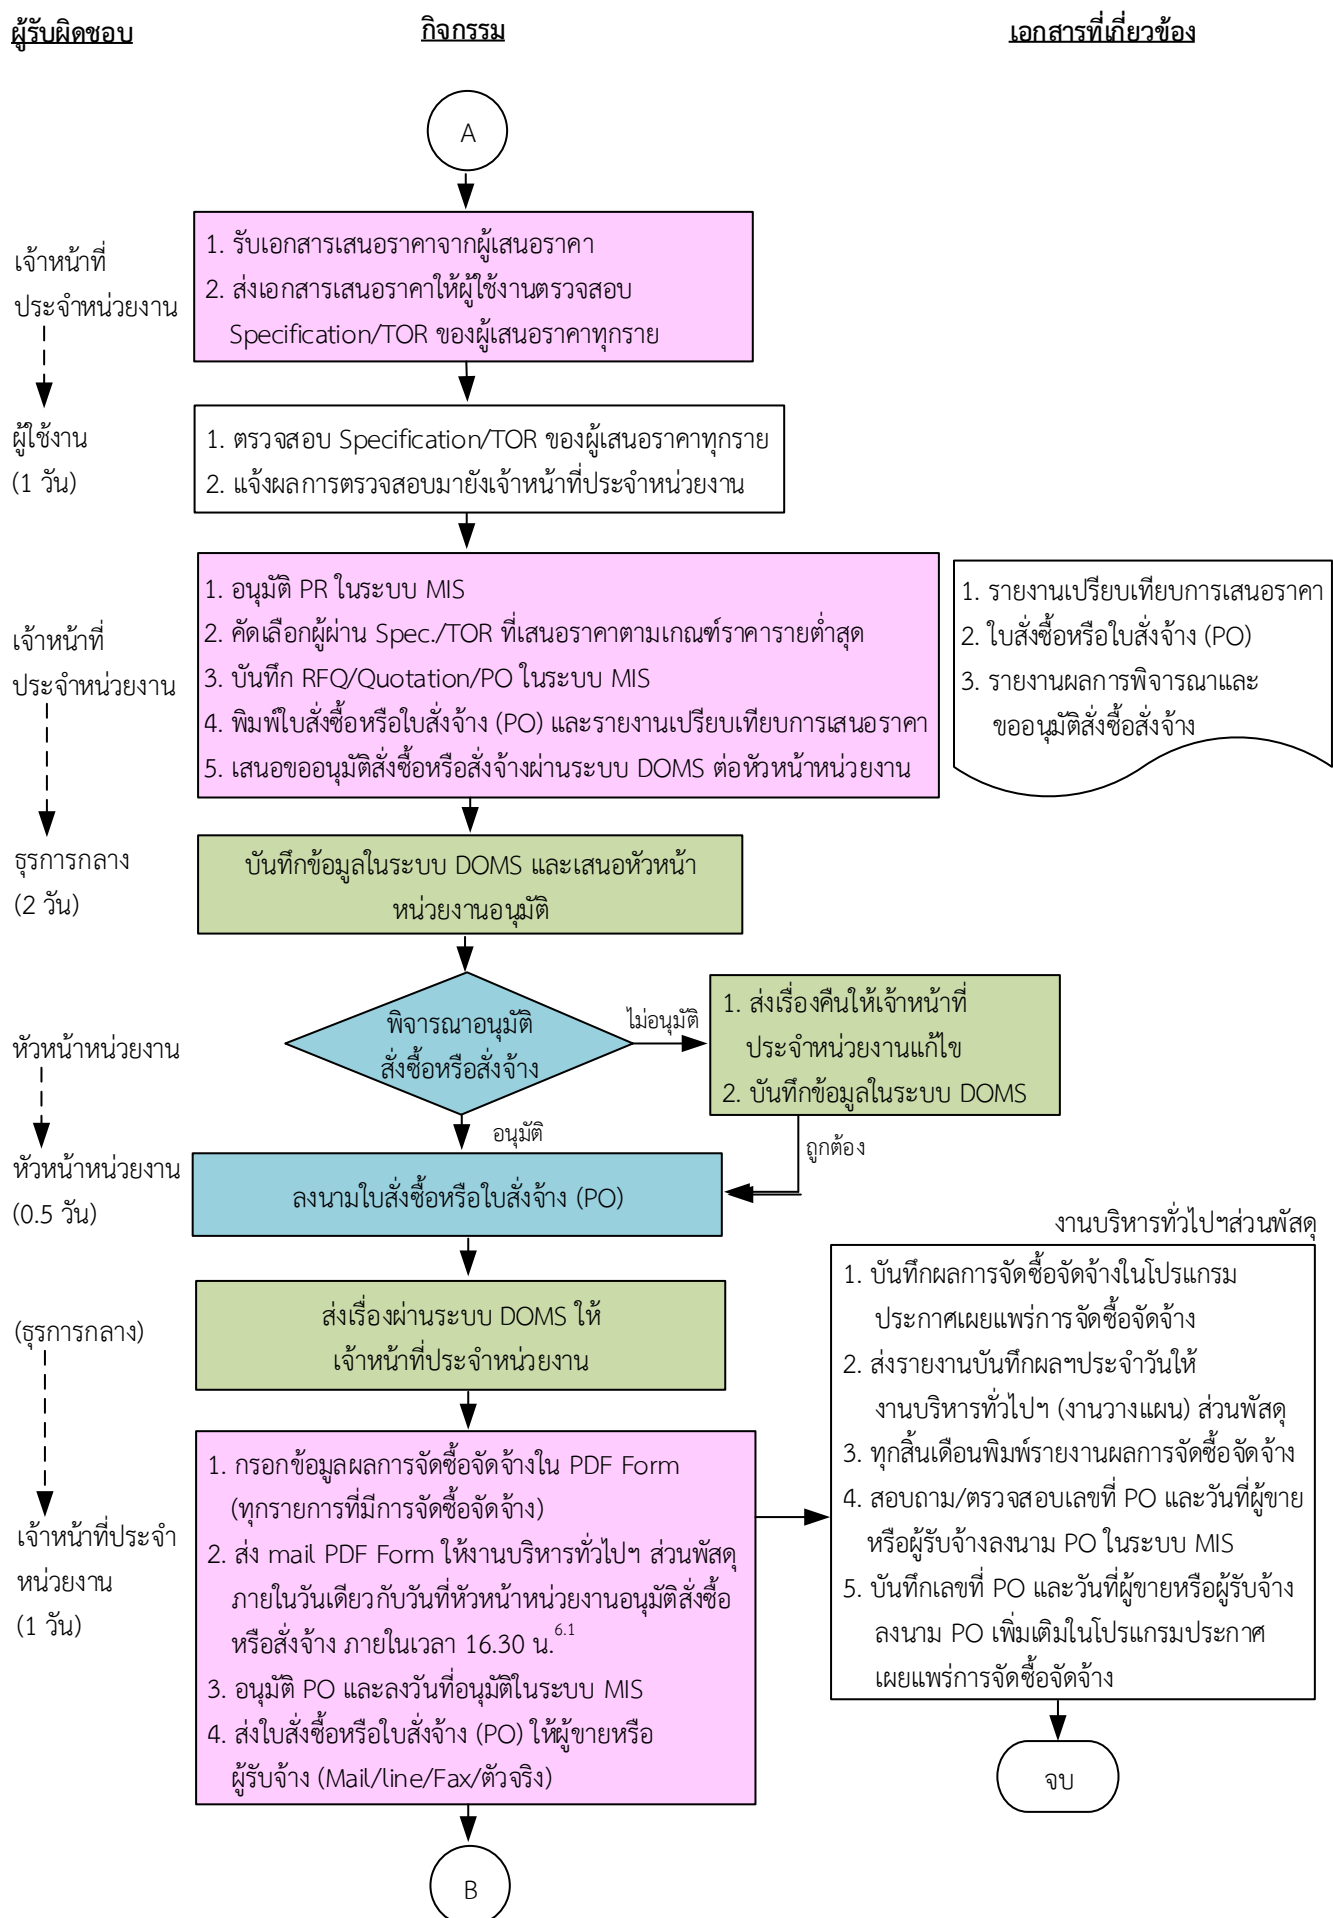 ผู้รับผิดชอบ
กิจกรรม
เอกสารที่เกี่ยวข้อง
A
เจ้าหน้าที่
ประจำหน่วยงาน
1. รับเอกสารเสนอราคาจากผู้เสนอราคา
2. ส่งเอกสารเสนอราคาให้ผู้ใช้งานตรวจสอบ
Specification/TOR ของผู้เสนอราคาทุกราย
ผู้ใช้งาน
(1 วัน)
1. ตรวจสอบ Specification/TOR ของผู้เสนอราคาทุกราย
2. แจ้งผลการตรวจสอบมายังเจ้าหน้าที่ประจำหน่วยงาน
เจ้าหน้าที่
ประจำหน่วยงาน
1. อนุมัติ PR ในระบบ MIS
2. คัดเลือกผู้ผ่าน Spec./TOR ที่เสนอราคาตามเกณฑ์ราคารายต่ำสุด
3. บันทึก RFQ/Quotation/PO ในระบบ MIS
4. พิมพ์ใบสั่งซื้อหรือใบสั่งจ้าง (PO) และรายงานเปรียบเทียบการเสนอราคา
5. เสนอขออนุมัติสั่งซื้อหรือสั่งจ้างผ่านระบบ DOMS ต่อหัวหน้าหน่วยงาน
1. รายงานเปรียบเทียบการเสนอราคา
2. ใบสั่งซื้อหรือใบสั่งจ้าง (PO)
3. รายงานผลการพิจารณาและ
ขออนุมัติสั่งซื้อสั่งจ้าง
ธุรการกลาง
(2 วัน)
บันทึกข้อมูลในระบบ DOMS และเสนอหัวหน้า
หน่วยงานอนุมัติ
หัวหน้าหน่วยงาน
พิจารณาอนุมัติ
สั่งซื้อหรือสั่งจ้าง
ไม่อนุมัติ
1. ส่งเรื่องคืนให้เจ้าหน้าที่
ประจำหน่วยงานแก้ไข
2. บันทึกข้อมูลในระบบ DOMS
อนุมัติ
ถูกต้อง
หัวหน้าหน่วยงาน
(0.5 วัน)
ลงนามใบสั่งซื้อหรือใบสั่งจ้าง (PO)
(ธุรการกลาง)
ส่งเรื่องผ่านระบบ DOMS ให้
เจ้าหน้าที่ประจำหน่วยงาน
งานบริหารทั่วไปฯส่วนพัสดุ
1. บันทึกผลการจัดซื้อจัดจ้างในโปรแกรม
ประกาศเผยแพร่การจัดซื้อจัดจ้าง
2. ส่งรายงานบันทึกผลฯประจำวันให้
งานบริหารทั่วไปฯ (งานวางแผน) ส่วนพัสดุ
3. ทุกสิ้นเดือนพิมพ์รายงานผลการจัดซื้อจัดจ้าง
4. สอบถาม/ตรวจสอบเลขที่ PO และวันที่ผู้ขาย
หรือผู้รับจ้างลงนาม PO ในระบบ MIS
5. บันทึกเลขที่ PO และวันที่ผู้ขายหรือผู้รับจ้าง
ลงนาม PO เพิ่มเติมในโปรแกรมประกาศ
เผยแพร่การจัดซื้อจัดจ้าง
เจ้าหน้าที่ประจำ
หน่วยงาน
(1 วัน)
1. กรอกข้อมูลผลการจัดซื้อจัดจ้างใน PDF Form
(ทุกรายการที่มีการจัดซื้อจัดจ้าง)
2. ส่ง mail PDF Form ให้งานบริหารทั่วไปฯ ส่วนพัสดุ
ภายในวันเดียวกับวันที่หัวหน้าหน่วยงานอนุมัติสั่งซื้อ
หรือสั่งจ้าง ภายในเวลา 16.30 น.6.1
3. อนุมัติ PO และลงวันที่อนุมัติในระบบ MIS
4. ส่งใบสั่งซื้อหรือใบสั่งจ้าง (PO) ให้ผู้ขายหรือ
ผู้รับจ้าง (Mail/line/Fax/ตัวจริง)
จบ
B